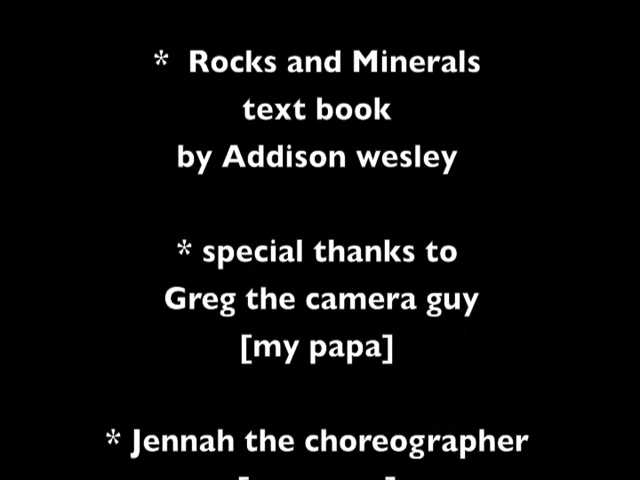 * Rocks and Minerals
text book
by Addison wesley
* special thanks to
Greg the camera guy
[my papa]
* Jennah the choreographer